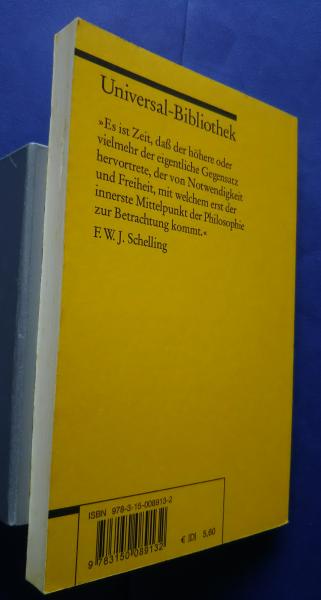 Universal-Bibliothek
»Es ist Zeit, daß der höhere oder
vielmehr der eigentliche Gegensatz
hervortrete, der von Notwendigkeit
und Freiheit, mit welchem erst der
innerste Mittelpunkt der Philosophie
zur Betrachtung kommt.«
F. W. J. Schelling
ISBN 978-3-15-008913-2
9 783150 089132
€ [D] 5,60